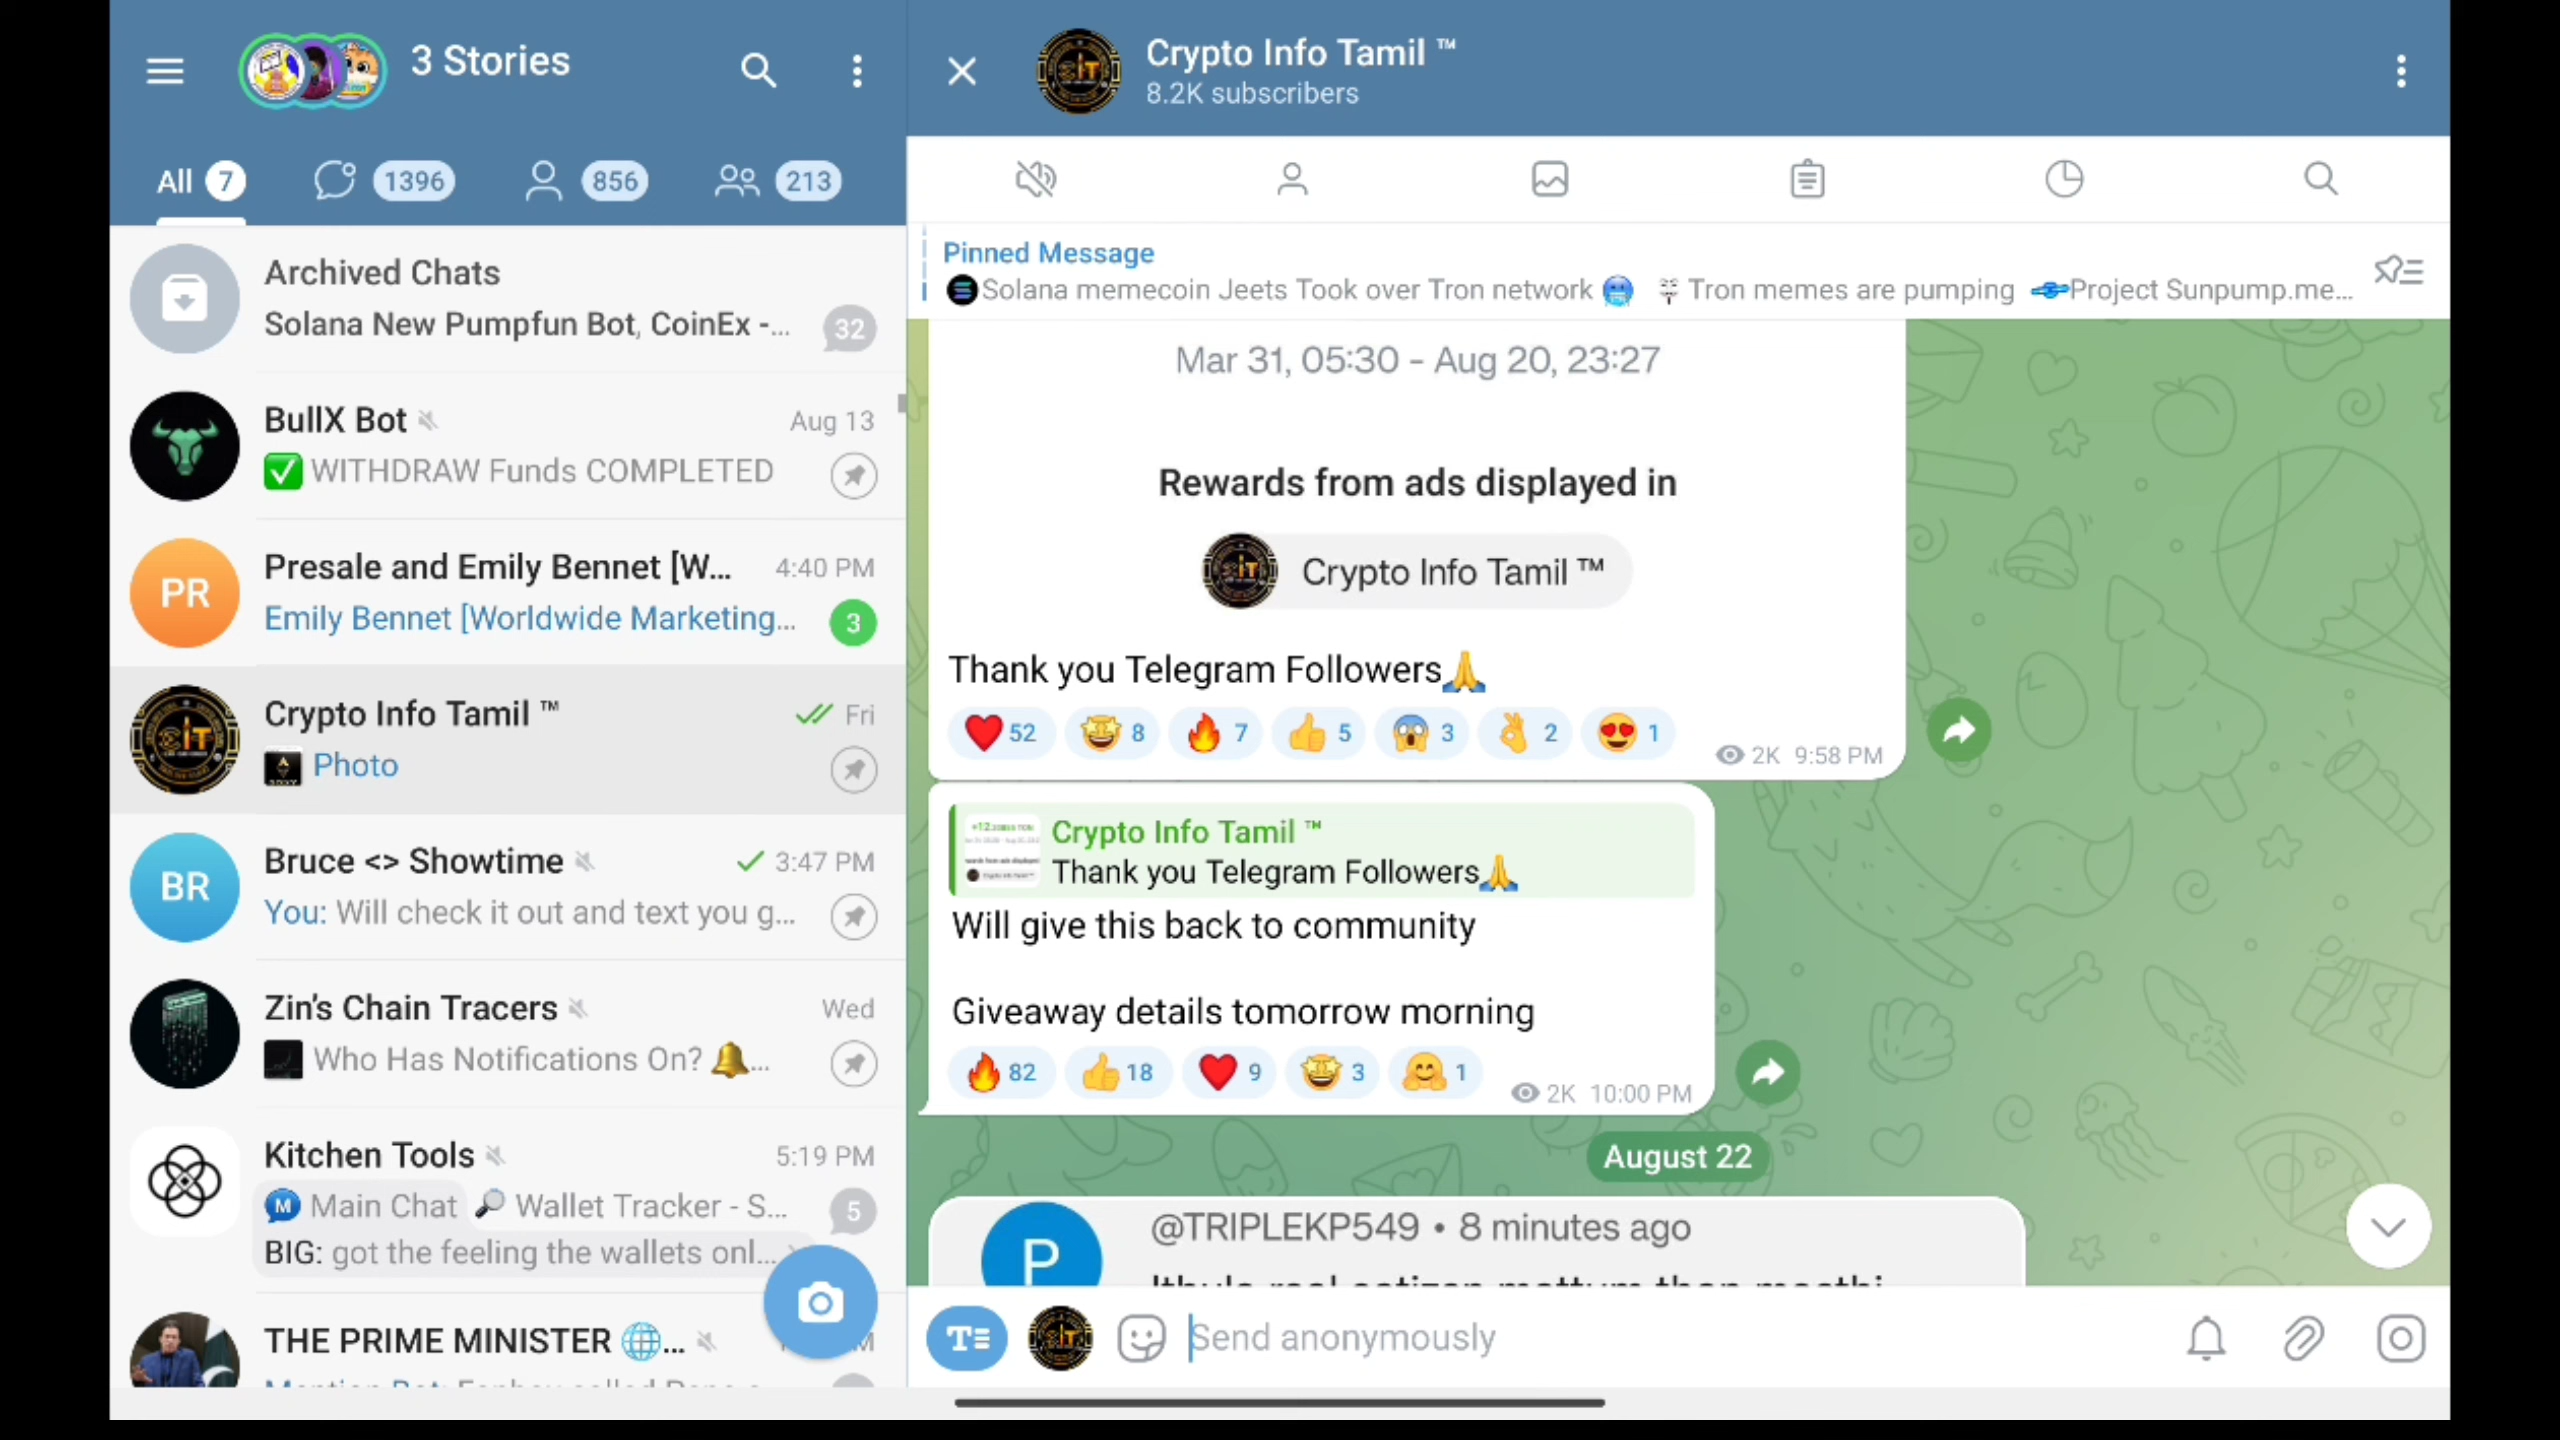 3 Stories
All 7 1396 856 213
Archived Chats
Solana New Pumpfun Bot, CoinEx -... 32
BullX Bot Aug 13
✅ WITHDRAW Funds COMPLETED
PR
Presale and Emily Bennet [W... 4:40 PM
Emily Bennet [Worldwide Marketing... 3
Crypto Info Tamil ™ Fri
Photo
BR
Bruce <> Showtime 3:47 PM
You: Will check it out and text you g...
Zin's Chain Tracers Wed
Who Has Notifications On? 🔔...
Kitchen Tools 5:19 PM
M Main Chat 🔎 Wallet Tracker - S... 5
BIG: got the feeling the wallets onl...
THE PRIME MINISTER 🌐...
Crypto Info Tamil ™
8.2K subscribers
Pinned Message
Solana memecoin Jeets Took over Tron network 🥶 Tron memes are pumping Project Sunpump.me...
Mar 31, 05:30 – Aug 20, 23:27
Rewards from ads displayed in
Crypto Info Tamil ™
Thank you Telegram Followers🙏
❤️ 52 🤩 8 🔥 7 👍 5 😱 3 👌 2 😍 1
2K 9:58 PM
Crypto Info Tamil ™
Thank you Telegram Followers🙏
Will give this back to community
Giveaway details tomorrow morning
🔥 82 👍 18 ❤️ 9 🤩 3 🤗 1
2K 10:00 PM
August 22
P
@TRIPLEKP549 • 8 minutes ago
Send anonymously